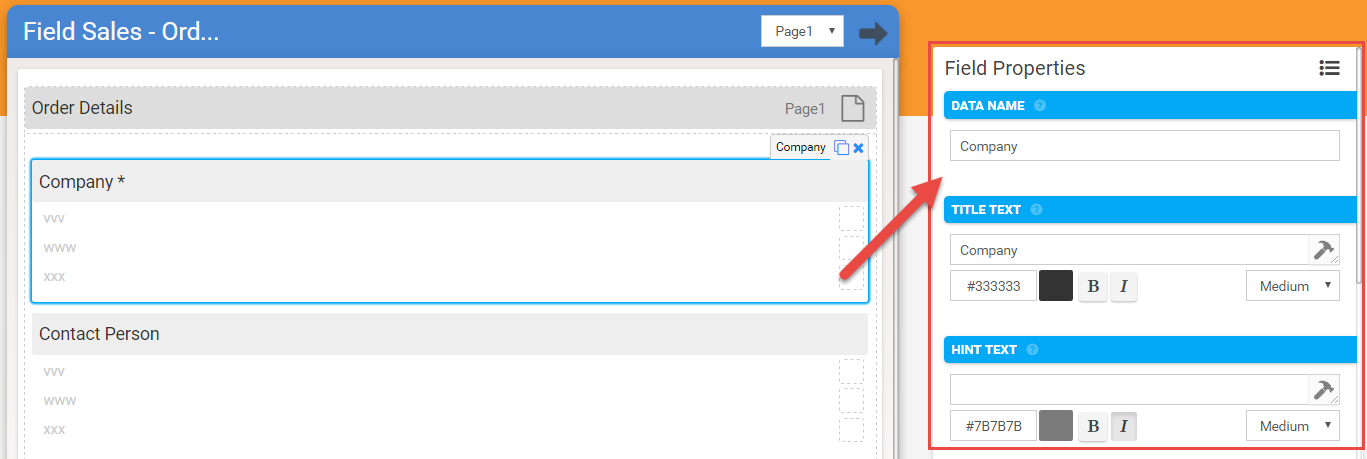 Field Sales - Ord...
Page1
Order Details
Page1
Company
Company *
vvv
www
xxx
Contact Person
vvv
www
xxx
Field Properties
DATA NAME ?
Company
TITLE TEXT ?
Company
#333333 B I Medium
HINT TEXT ?
#7B7B7B B I Medium